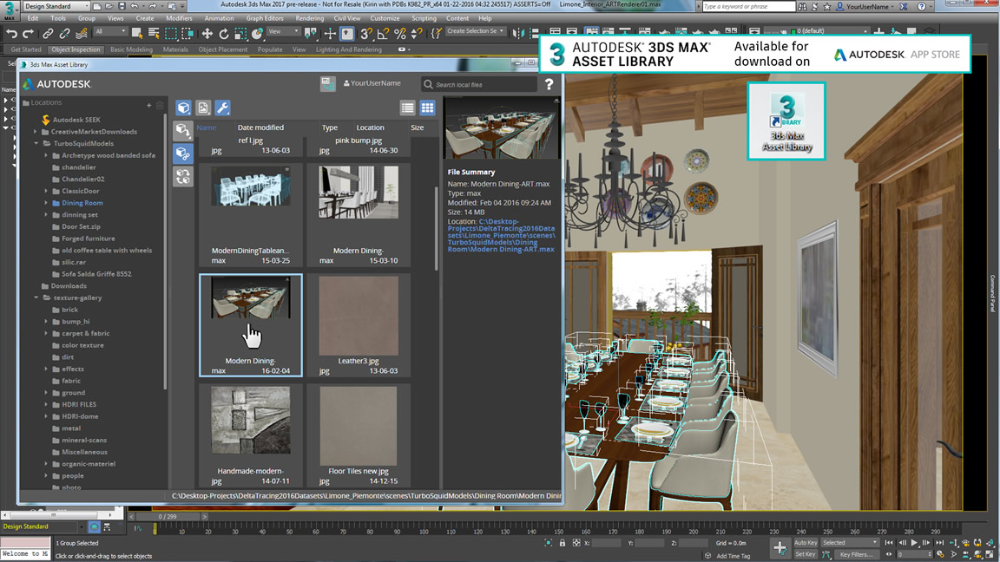 Design Standard
Autodesk 3ds Max 2017 pre-release - Not for Resale (Kirin with PDBs K982_PR_64 01-22-2016 04:32 245517) ASSERTS=Off
Limone_Interior_ARTRenderer01.max
Type a keyword or phrase
YourUserName
MAX
Edit Tools Group Views Create Modifiers Animation Graph Editors Rendering Civil View Customize Scripting Content Help
All
View
Create Selection Se
0 (default)
Get Started Object Inspection Basic Modeling Materials Object Placement Populate View Lighting And Rendering
3 AUTODESK® 3DS MAX®
ASSET LIBRARY
Available for
download on
AUTODESK APP STORE
3ds Max Asset Library
AUTODESK
YourUserName
Search local files
?
Locations
Autodesk SEEK
CreativeMarketDownloads
TurboSquidModels
Archetype wood banded sofa
chandelier
Chandelier02
ClassicDoor
Dining Room
dinning set
Door Set.zip
Forged furniture
old coffee table with wheels
silic.rar
Sofa Salda Griffe 8552
Downloads
texture-gallery
brick
bump_hi
carpet & fabric
color texture
dirt
effects
fabric
ground
HDRI FILES
HDRI-dome
metal
mineral-scans
Miscellaneous
organic-materiel
people
photo
Name Date modified Type Location Size
ref l.jpg
jpg 13-06-03
pink bump.jpg
jpg 14-06-30
ModernDiningTablean...
max 15-03-25
Modern Dining-
max 15-03-10
Modern Dining-
max 16-02-04
Leather3.jpg
jpg 13-06-03
Handmade-modern-
jpg 14-07-11
Floor Tiles new.jpg
jpg 14-12-15
File Summary
Name: Modern Dining-ART.max
Type: max
Modified: Feb 04 2016 09:24 AM
Size: 14 MB
Location: C:\Desktop-
Projects\DeltaTracing2016Data
sets\Limone_Piemonte\scenes\
TurboSquidModels\Dining
Room\Modern Dining-ART.max
C:\Desktop-Projects\DeltaTracing2016Datasets\Limone_Piemonte\scenes\TurboSquidModels\Dining Room\Modern Dinin
3
3ds Max
Asset Library
Command Panel
Design Standard
0 / 299
0 10 20 30 40 50 60 70 80 90 100 110 120 130 140 150 160 170 180 190 200 210 220 230 240 250 260 270 280 290
1 Group Selected
Welcome to M
Click or click-and-drag to select objects
X: Y: Z: Grid = 0.0m
Add Time Tag
Auto Key Selected
Set Key Key Filters...
0